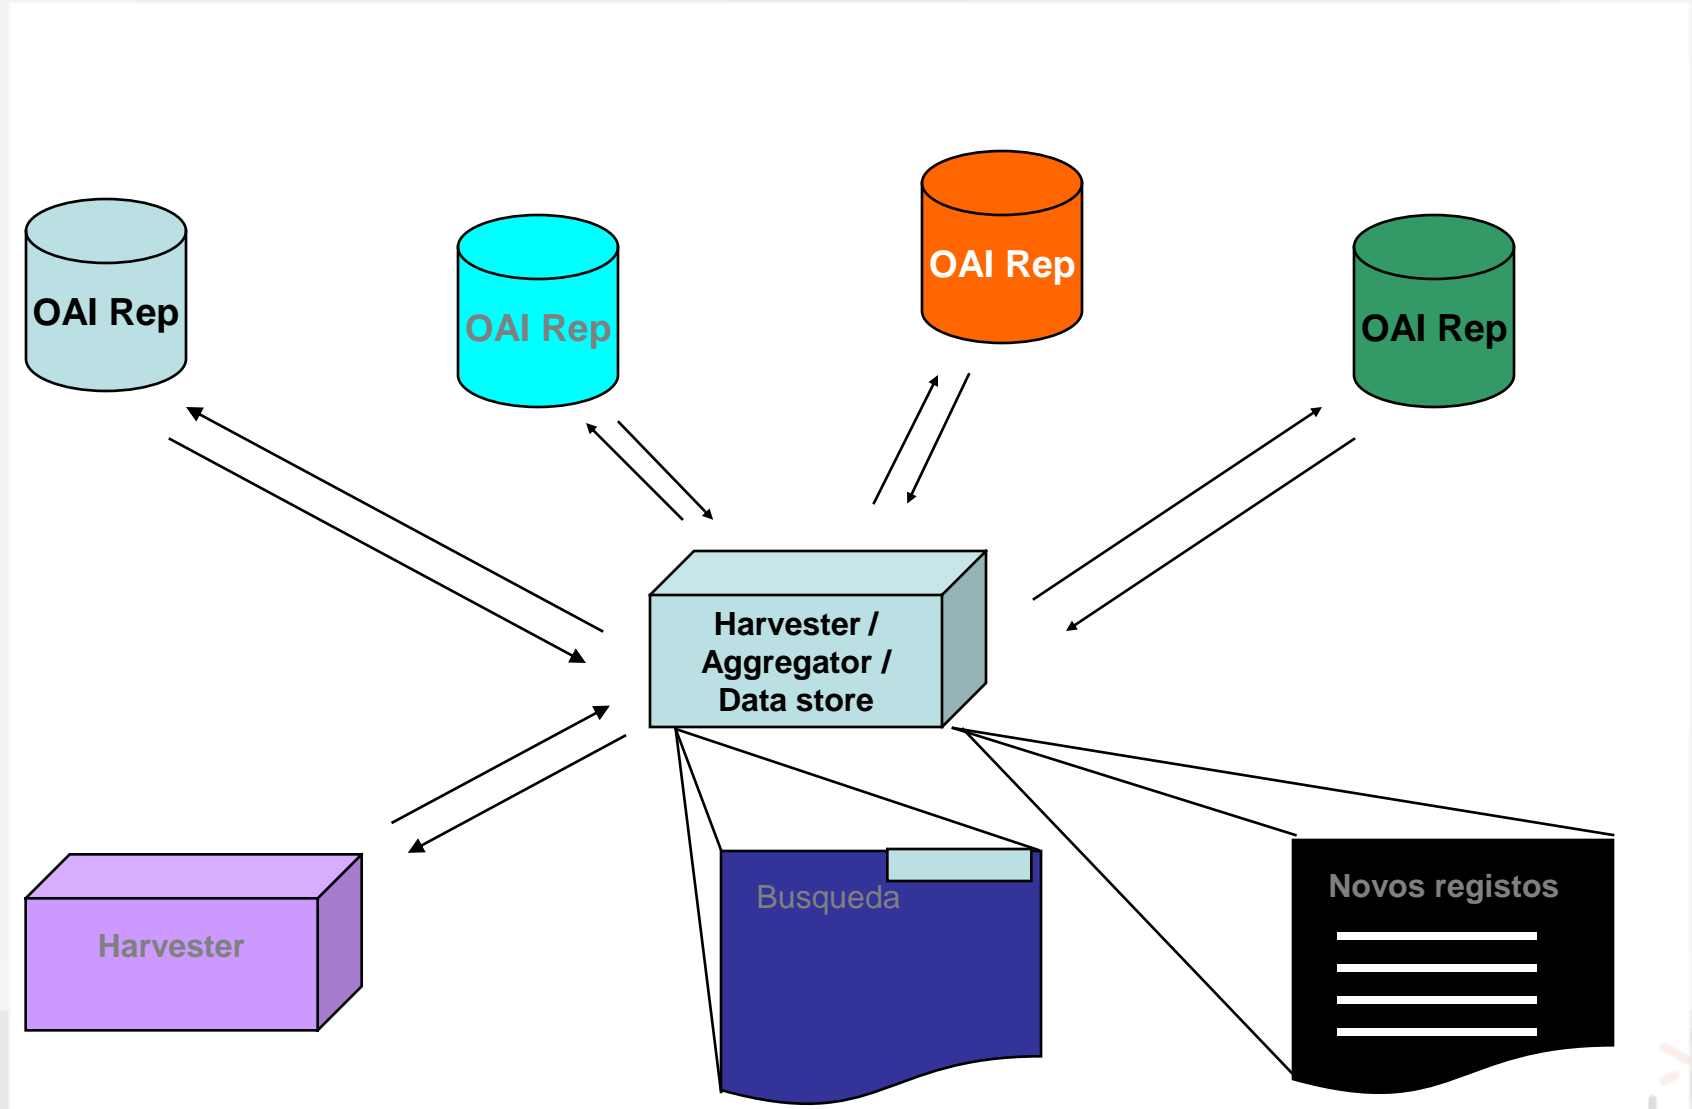 OAI Rep
OAI Rep
OAI Rep
OAI Rep
Harvester /
Aggregator /
Data store
Harvester
Busqueda
Novos registos